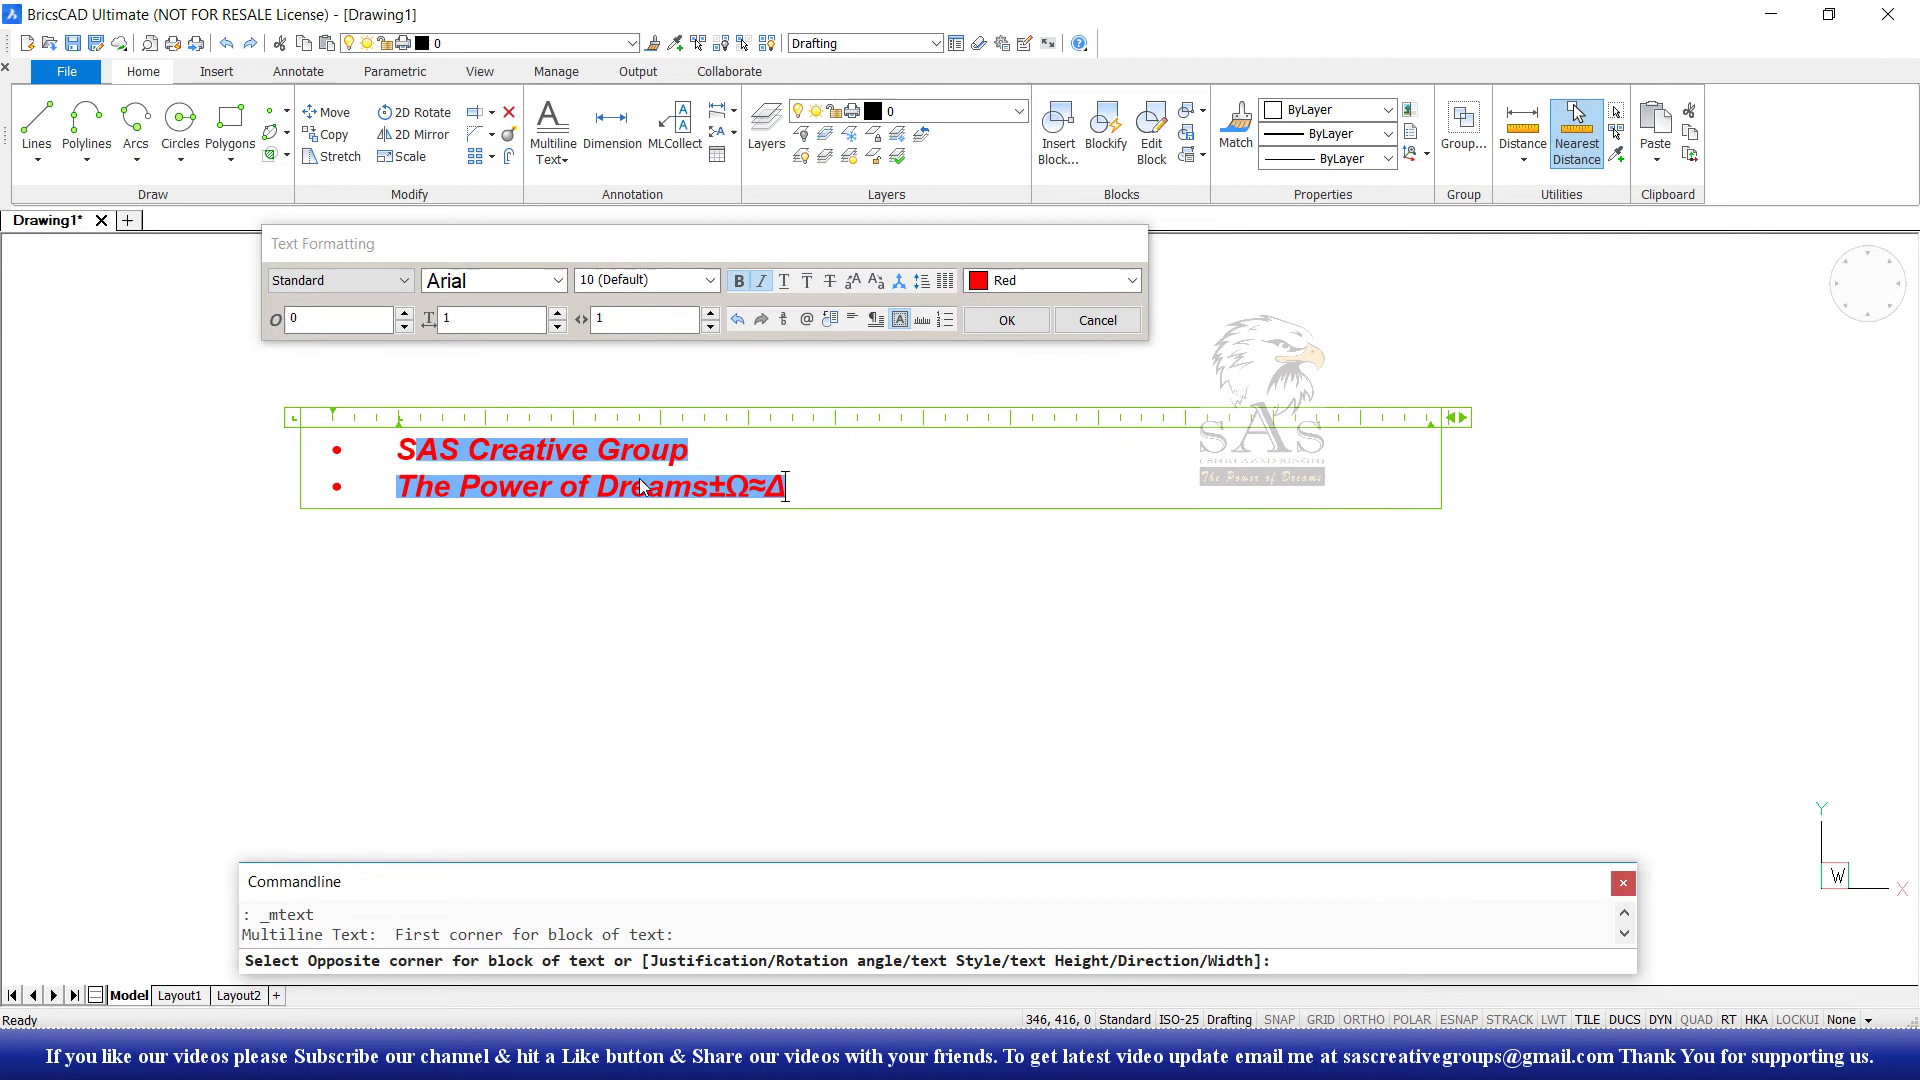 BricsCAD Ultimate (NOT FOR RESALE License) - [Drawing1]
0
Drafting
File Home Insert Annotate Parametric View Manage Output Collaborate
Lines Polylines Arcs Circles Polygons
Draw
Move 2D Rotate
Copy 2D Mirror
Stretch Scale
Modify
Multiline Text Dimension MLCollect
Annotation
Layers
0
Layers
Insert Block... Blockify Edit Block
Blocks
Match
ByLayer
ByLayer
ByLayer
Properties
Group...
Group
Distance Nearest Distance
Utilities
Paste
Clipboard
Drawing1*
Text Formatting
Standard Arial 10 (Default) Red
0 1 1 OK Cancel
• SAS Creative Group
• The Power of Dreams±Ω≈Δ
SAS
(SHRI AZAD SINGH)
The Power of Dreams
Y
W
X
Commandline
: _mtext
Multiline Text:  First corner for block of text:
Select Opposite corner for block of text or [Justification/Rotation angle/text Style/text Height/Direction/Width]:
Model Layout1 Layout2
Ready 346, 416, 0 Standard ISO-25 Drafting SNAP GRID ORTHO POLAR ESNAP STRACK LWT TILE DUCS DYN QUAD RT HKA LOCKUI None
If you like our videos please Subscribe our channel & hit a Like button & Share our videos with your friends. To get latest video update email me at sascreativegroups@gmail.com Thank You for supporting us.